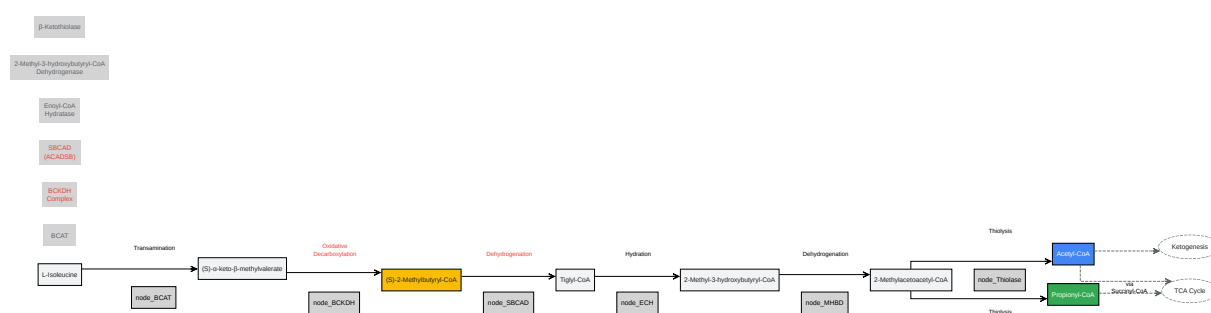 β-Ketothiolase
2-Methyl-3-hydroxybutyryl-CoA
Dehydrogenase
Enoyl-CoA
Hydratase
SBCAD
(ACADSB)
BCKDH
Complex
BCAT
L-Isoleucine
Transamination
node_BCAT
(S)-α-keto-β-methylvalerate
Oxidative
Decarboxylation
node_BCKDH
(S)-2-Methylbutyryl-CoA
Dehydrogenation
node_SBCAD
Tiglyl-CoA
Hydration
node_ECH
2-Methyl-3-hydroxybutyryl-CoA
Dehydrogenation
node_MHBD
2-Methylacetoacetyl-CoA
Thiolysis
node_Thiolase
Thiolysis
Acetyl-CoA
Propionyl-CoA
via
Succinyl-CoA
Ketogenesis
TCA Cycle